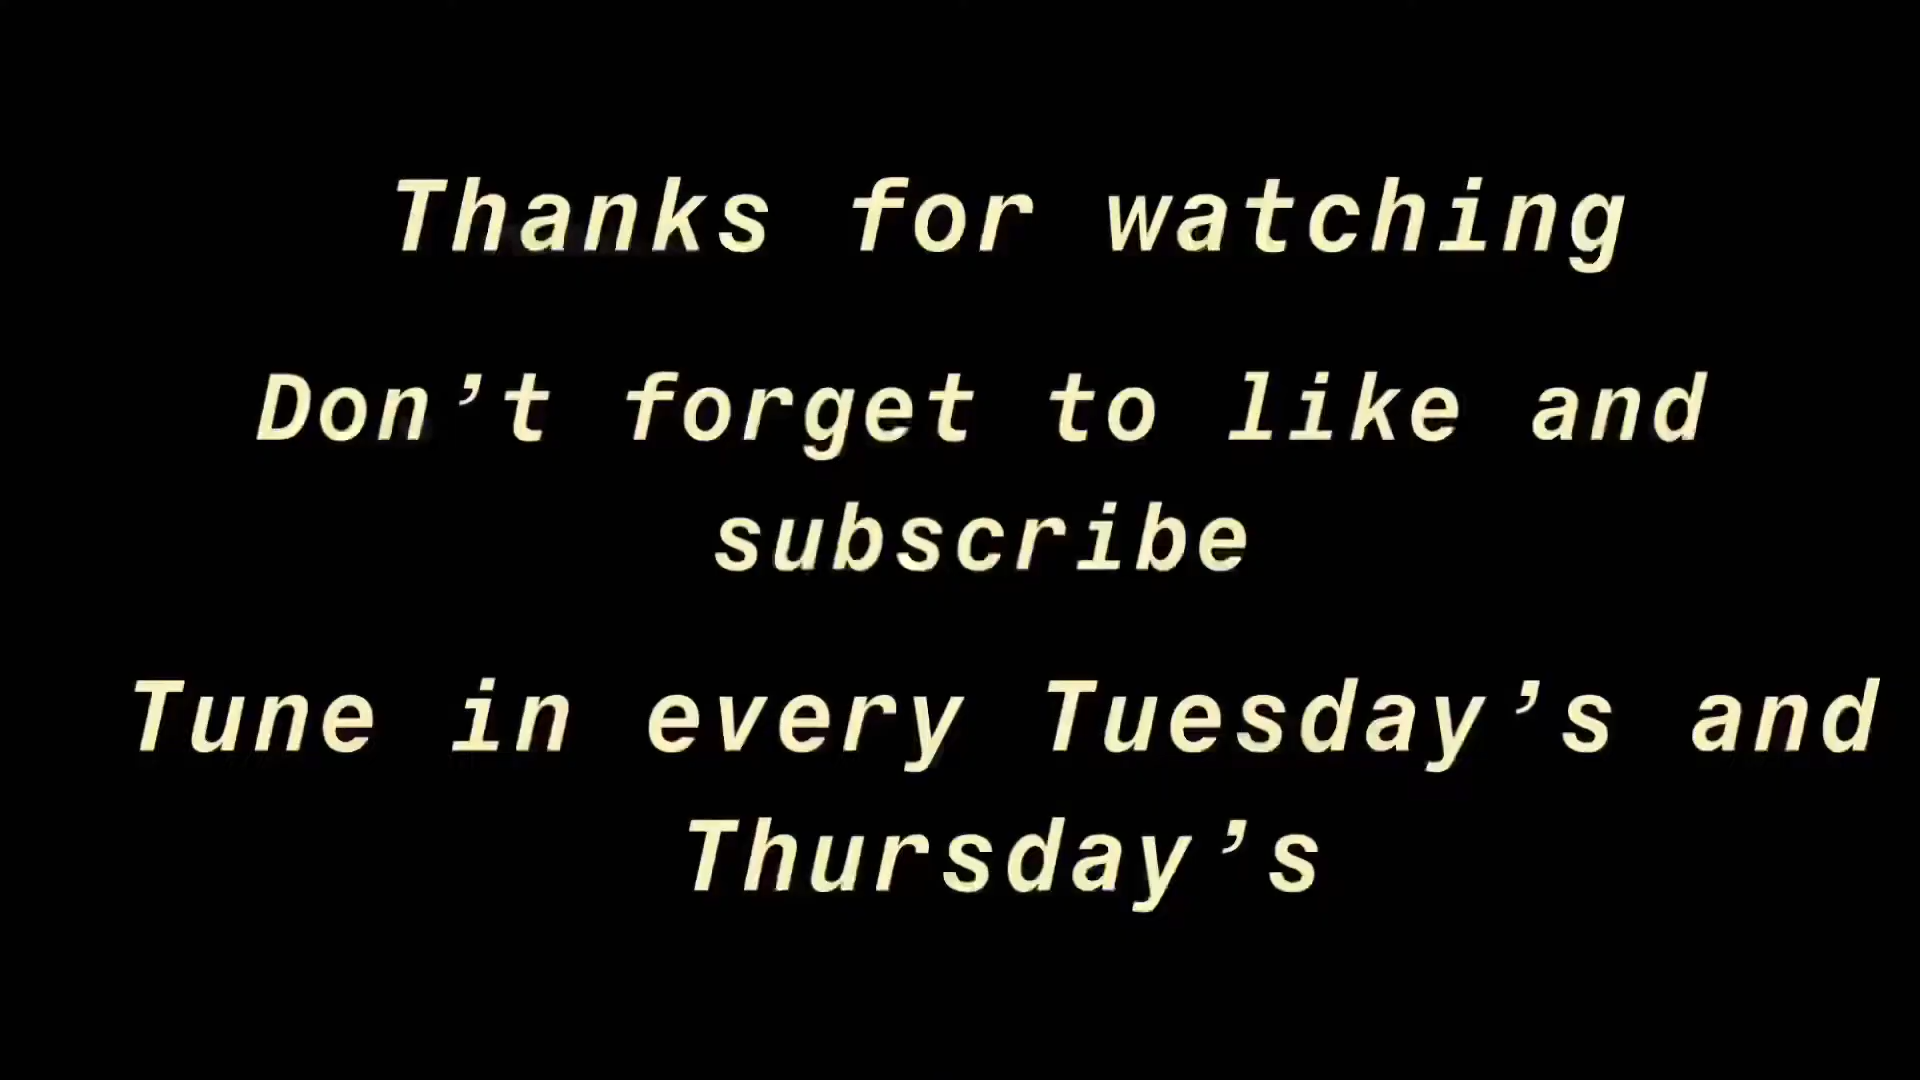 Thanks for watching
Don’t forget to like and
subscribe
Tune in every Tuesday’s and
Thursday’s